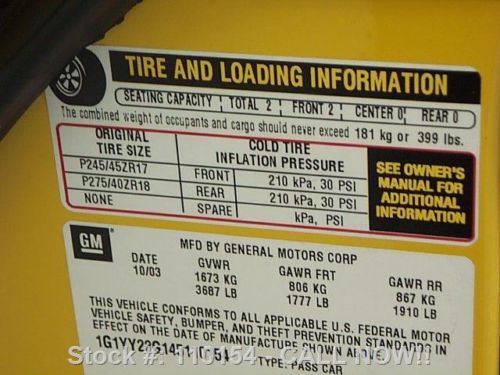 TIRE AND LOADING INFORMATION
SEATING CAPACITY TOTAL 2 FRONT 2 CENTER 0 REAR 0
The combined weight of occupants and cargo should never exceed 181 kg or 399 lbs.
ORIGINAL TIRE SIZE COLD TIRE INFLATION PRESSURE
P245/45ZR17 FRONT 210 kPa, 30 PSI
P275/40ZR18 REAR 210 kPa, 30 PSI
NONE SPARE kPa, PSI
SEE OWNER'S
MANUAL FOR
ADDITIONAL
INFORMATION
GM
MFD BY GENERAL MOTORS CORP
DATE GVWR GAWR FRT GAWR RR
10/03 1673 KG 806 KG 867 KG
3687 LB 1777 LB 1910 LB
THIS VEHICLE CONFORMS TO ALL APPLICABLE U.S. FEDERAL MOTOR
VEHICLE SAFETY, BUMPER, AND THEFT PREVENTION STANDARDS IN
EFFECT ON THE DATE OF MANUFACTURE SHOWN ABOVE.
TYPE: PASS CAR
Stock #: 110154 - CALL NOW!!